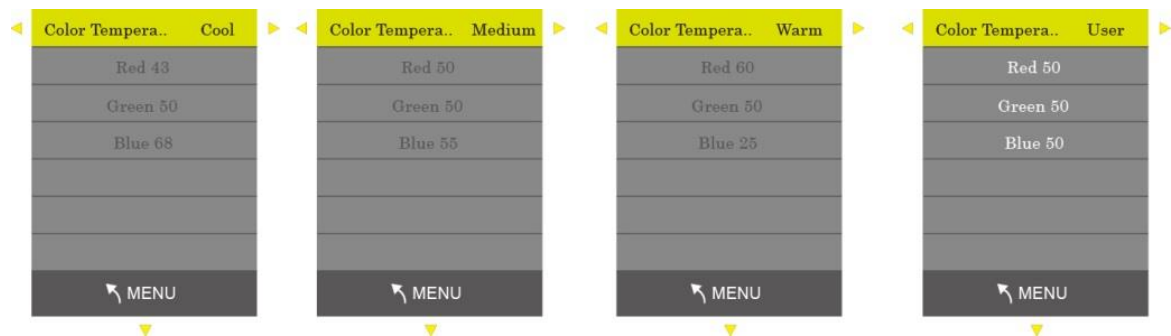 Color Tempera.. Cool
Red 43
Green 50
Blue 68
MENU
Color Tempera.. Medium
Red 50
Green 50
Blue 55
MENU
Color Tempera.. Warm
Red 60
Green 50
Blue 25
MENU
Color Tempera.. User
Red 50
Green 50
Blue 50
MENU